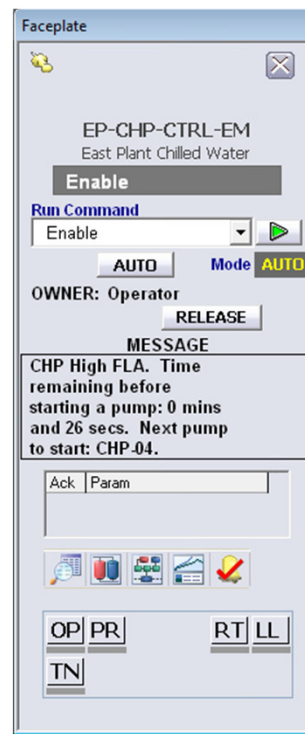 Faceplate
EP-CHP-CTRL-EM
East Plant Chilled Water
Enable
Run Command
Enable
AUTO Mode AUTO
OWNER: Operator
RELEASE
MESSAGE
CHP High FLA. Time
remaining before
starting a pump: 0 mins
and 26 secs. Next pump
to start: CHP-04.
Ack Param
OP PR RT LL
TN